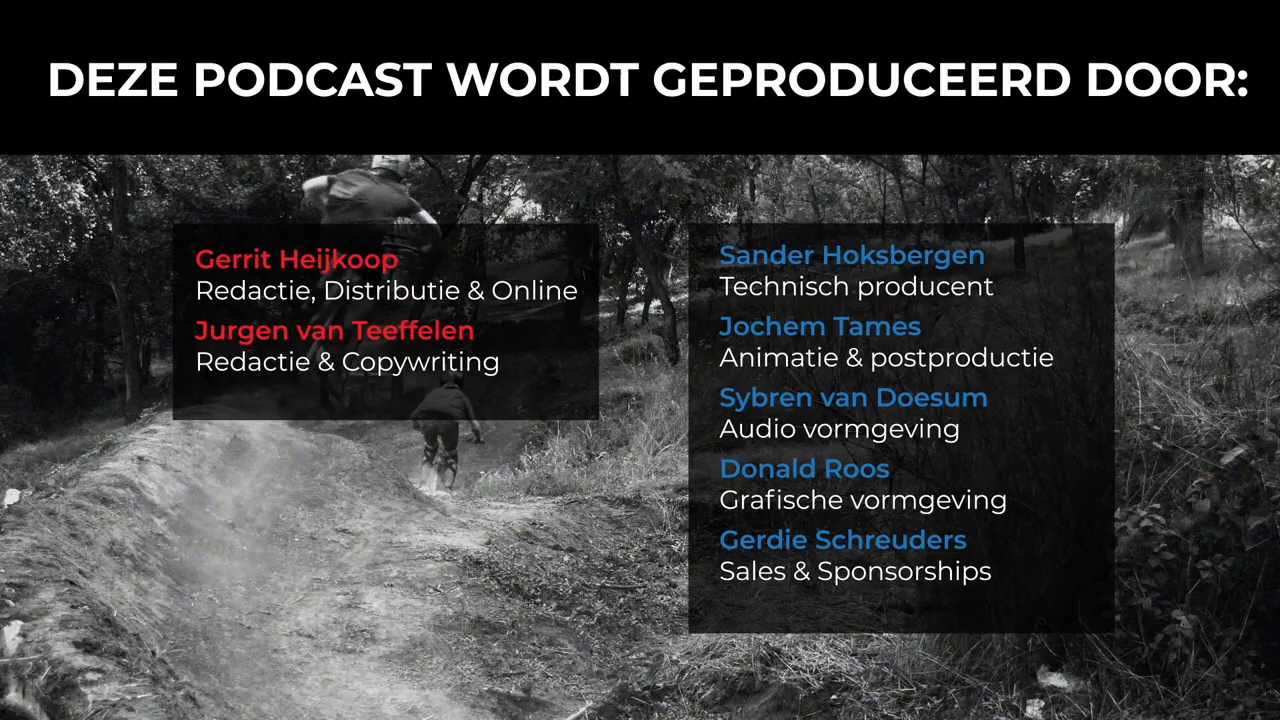 DEZE PODCAST WORDT GEPRODUCEERD DOOR:
Gerrit Heijkoop
Redactie, Distributie & Online
Jurgen van Teeffelen
Redactie & Copywriting
Sander Hoksbergen
Technisch producent
Jochem Tames
Animatie & postproductie
Sybren van Doesum
Audio vormgeving
Donald Roos
Grafische vormgeving
Gerdie Schreuders
Sales & Sponsorships